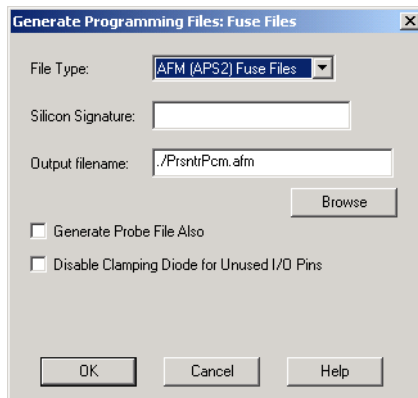 Generate Programming Files: Fuse Files
File Type: AFM (APS2) Fuse Files
Silicon Signature:
Output filename: ./PrsntrPcm.afm
Browse
Generate Probe File Also
Disable Clamping Diode for Unused I/O Pins
OK Cancel Help